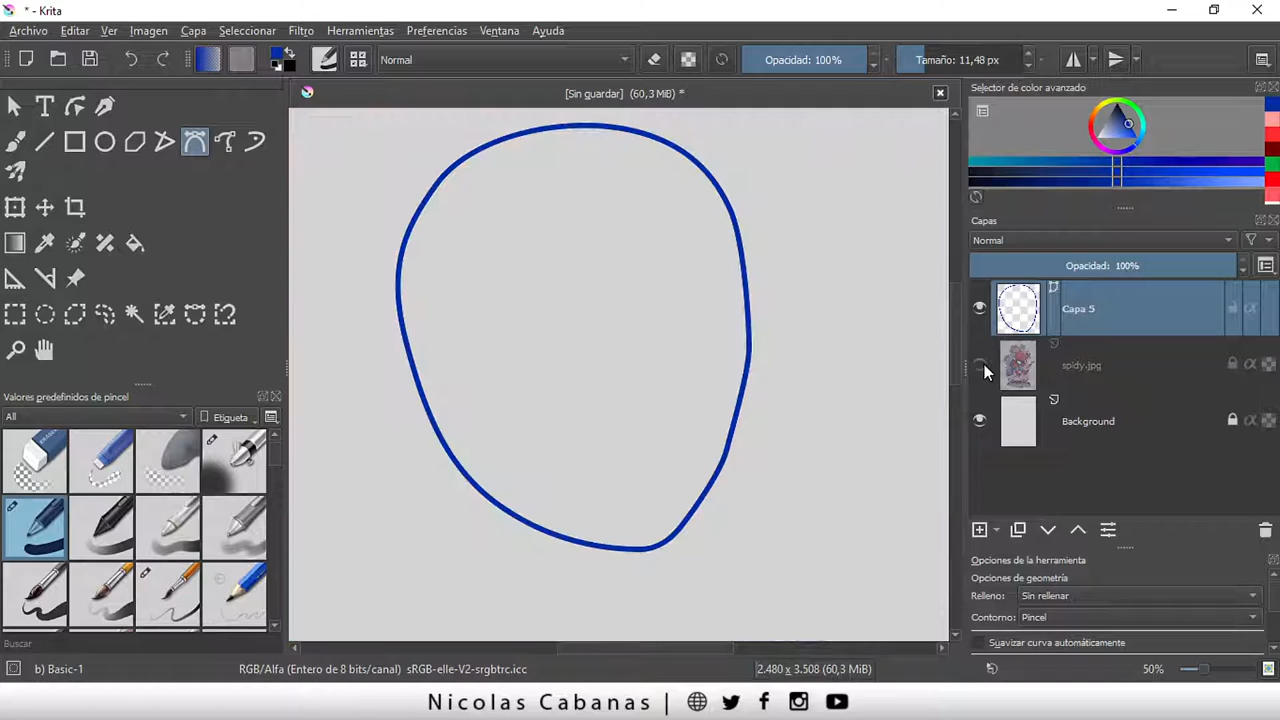 * - Krita
Archivo Editar Ver Imagen Capa Seleccionar Filtro Herramientas Preferencias Ventana Ayuda
Normal Opacidad: 100% Tamaño: 11,48 px
[Sin guardar] (60,3 MiB) *
Selector de color avanzado
Capas
Normal
Opacidad: 100%
Capa 5
spidy.jpg
Background
Valores predefinidos de pincel
All Etiqueta
Opciones de la herramienta
Opciones de geometría
Relleno: Sin rellenar
Contorno: Pincel
Suavizar curva automáticamente
Buscar
b) Basic-1 RGB/Alfa (Entero de 8 bits/canal) sRGB-elle-V2-srgbtrc.icc 2.480 x 3.508 (60,3 MiB) 50%
Nicolas Cabanas |